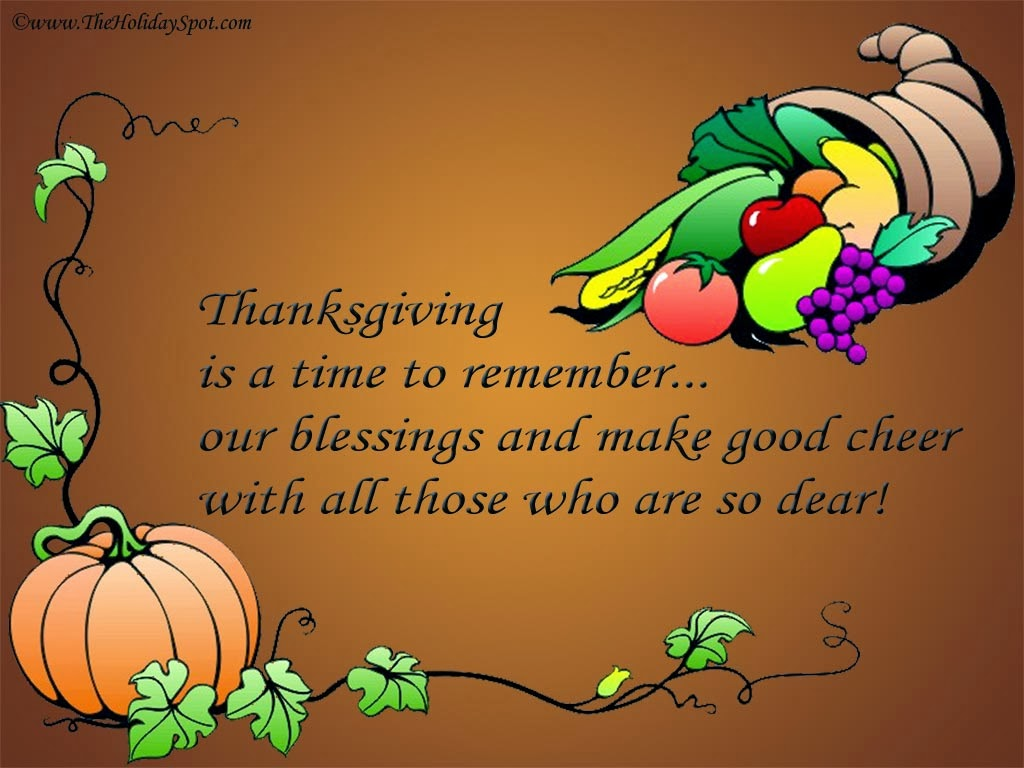 ©www.TheHolidaySpot.com
Thanksgiving
is a time to remember...
our blessings and make good cheer
with all those who are so dear!